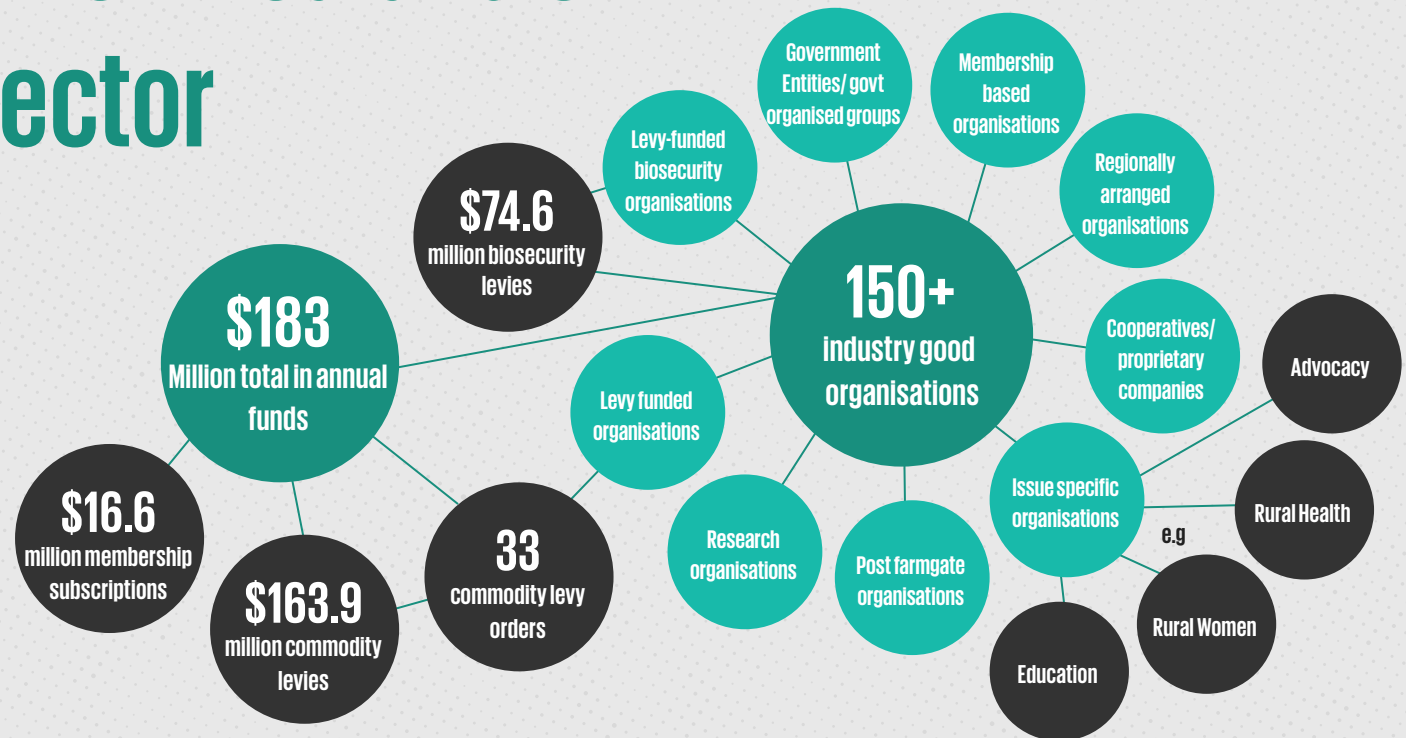 ector
Government
Entities/ govt
organised groups
Membership
based
organisations
Levy-funded
biosecurity
organisations
Regionally
arranged
organisations
$74.6
million biosecurity
levies
150+
industry good
organisations
$183
Million total in annual
funds
Cooperatives/
proprietary
companies
Advocacy
Levy funded
organisations
Issue specific
organisations
e.g
Rural Health
$16.6
million membership
subscriptions
33
commodity levy
orders
Research
organisations
Post farmgate
organisations
$163.9
million commodity
levies
Rural Women
Education